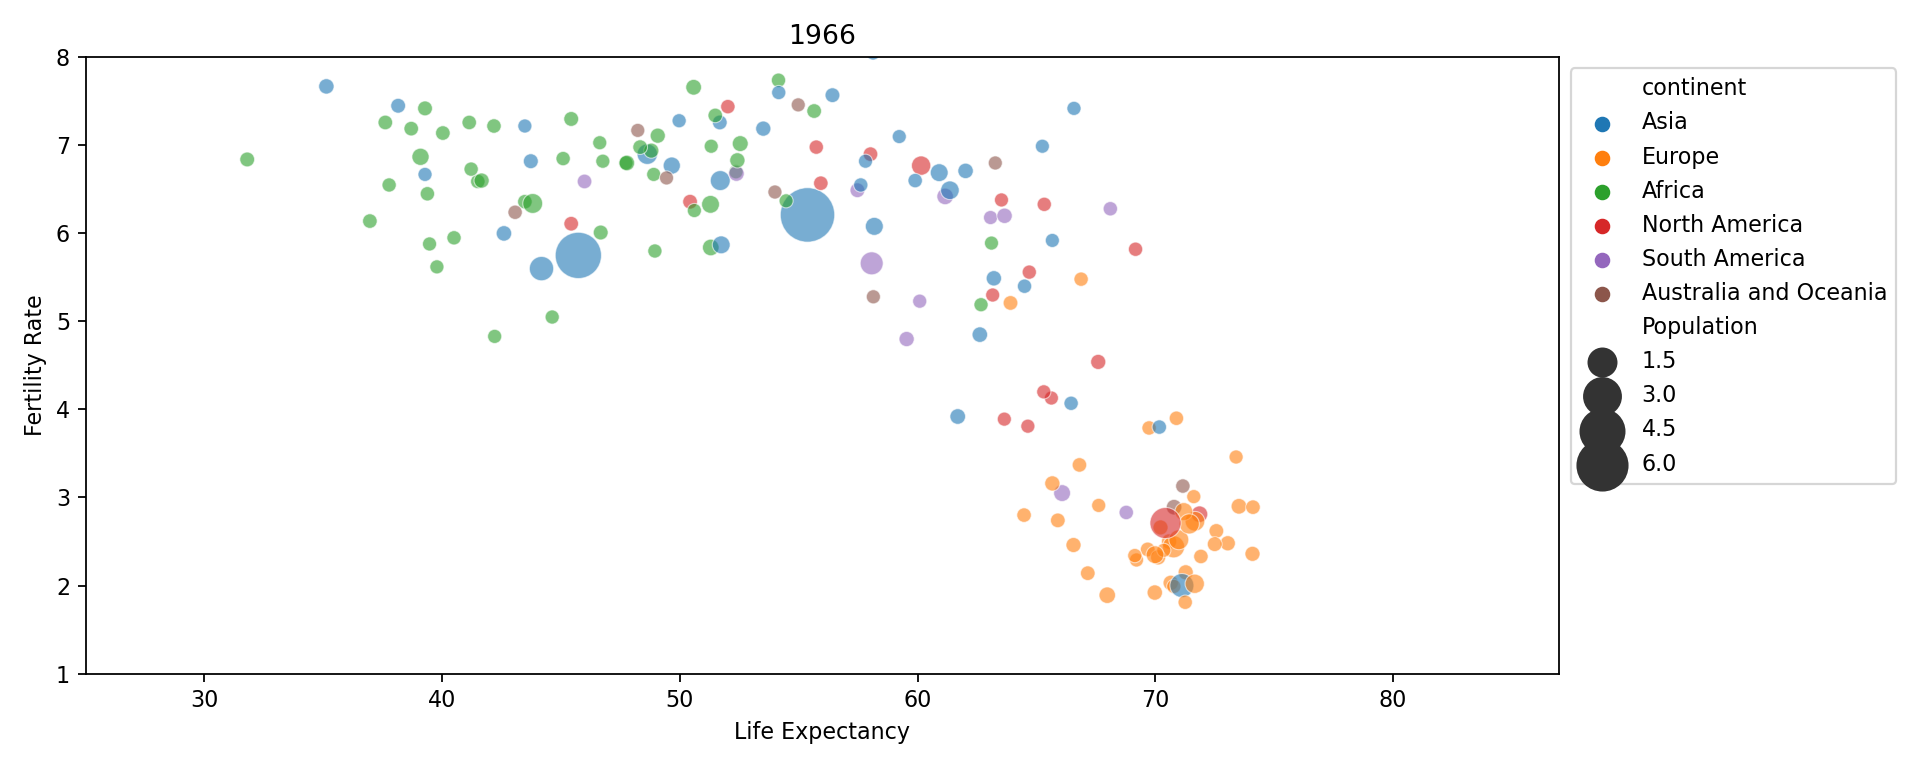 1966
8
7
6
5
4
3
2
1
Fertility Rate
30 40 50 60 70 80
Life Expectancy
continent
Asia
Europe
Africa
North America
South America
Australia and Oceania
Population
1.5
3.0
4.5
6.0